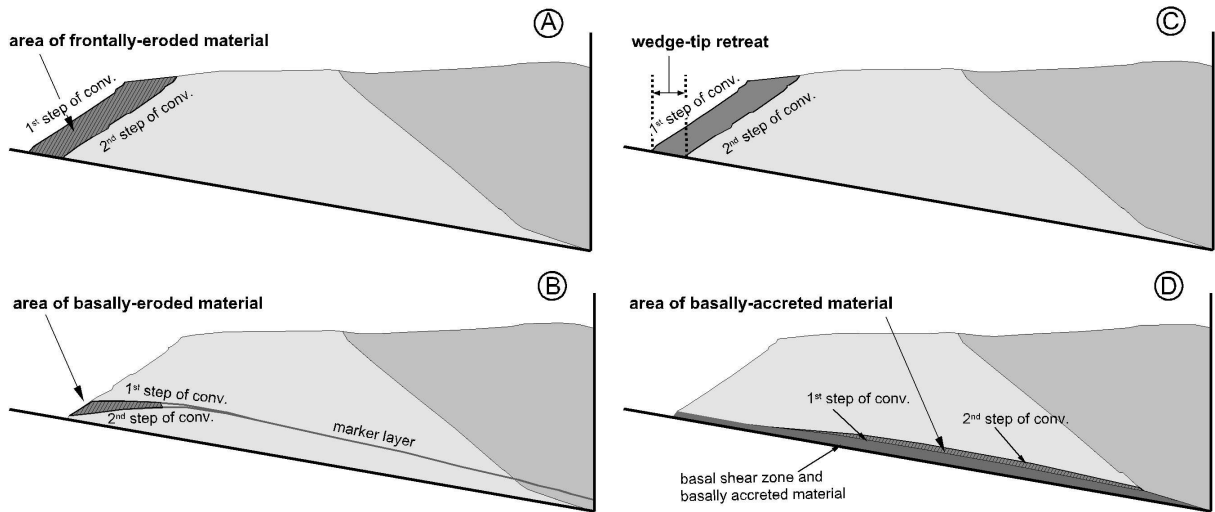 A
area of frontally-eroded material
1st step of conv.
2nd step of conv.
C
wedge-tip retreat
1st step of conv.
2nd step of conv.
B
area of basally-eroded material
1st step of conv.
2nd step of conv.
marker layer
D
area of basally-accreted material
1st step of conv.
2nd step of conv.
basal shear zone and
basally accreted material